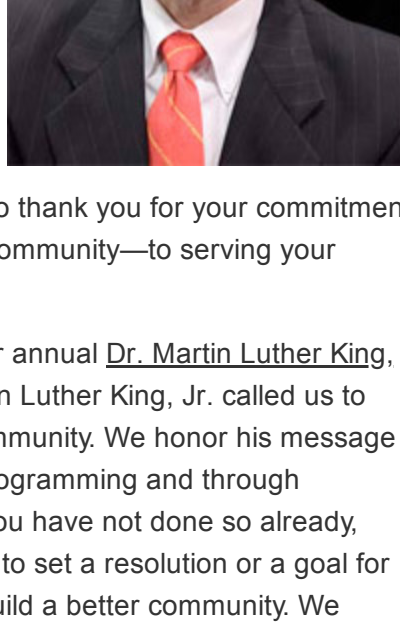 thank you for your commitmen
ommunity—to serving your
annual Dr. Martin Luther King,
n Luther King, Jr. called us to
mmunity. We honor his message
ogramming and through
ou have not done so already,
to set a resolution or a goal for
uild a better community. We